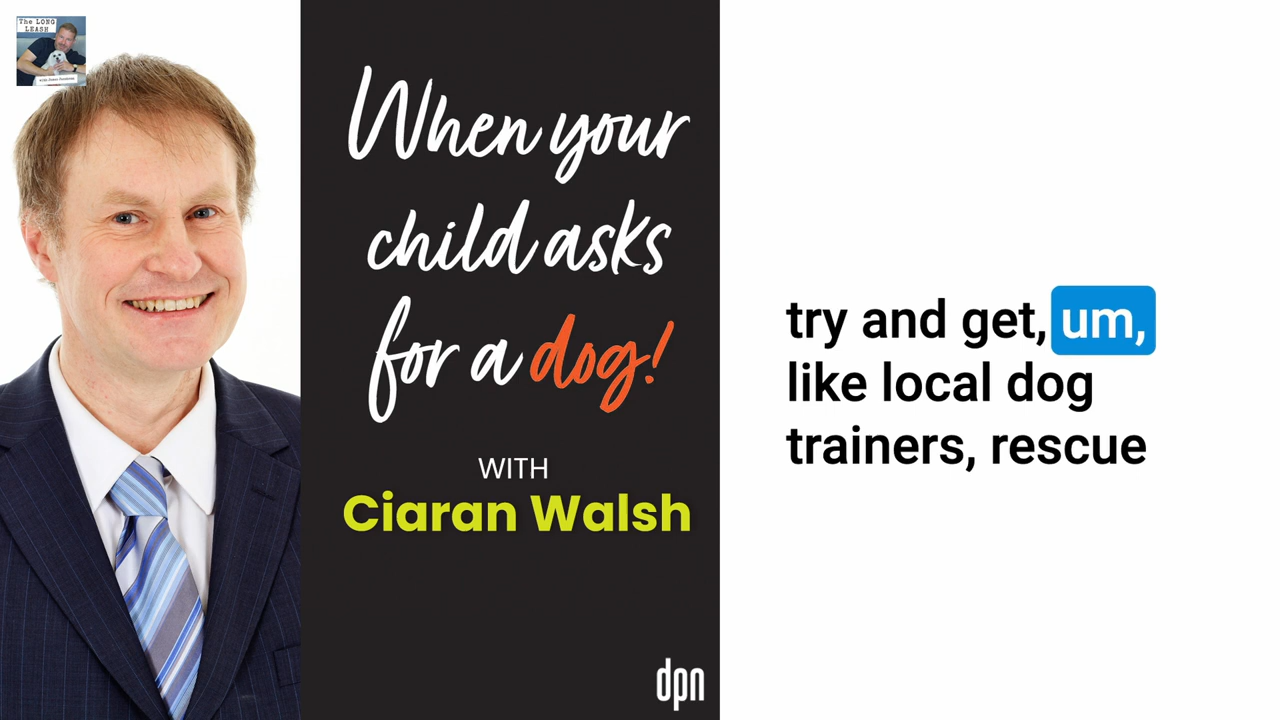 The LONG
LEASH
When your
child asks
for a dog!
WITH
Ciaran Walsh
dpn
try and get, um,
like local dog
trainers, rescue